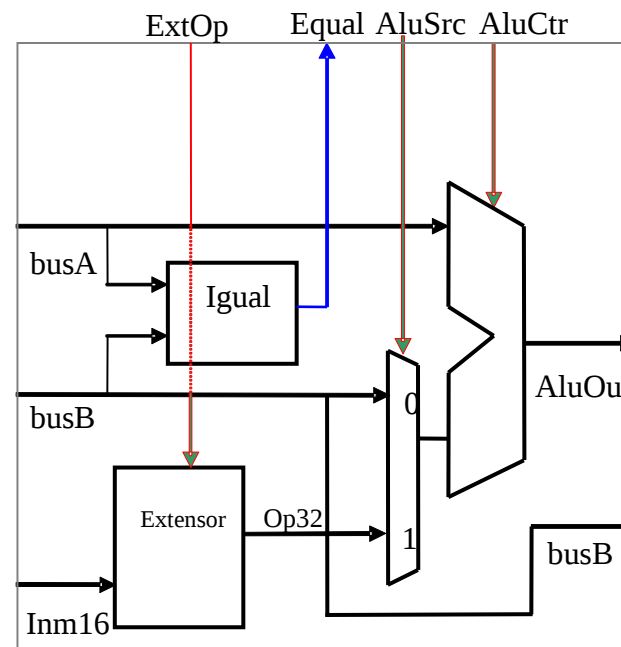 ExtOp Equal AluSrc AluCtr
busA
Igual
busB
0
AluOu
Extensor
Op32
1
busB
Inm16